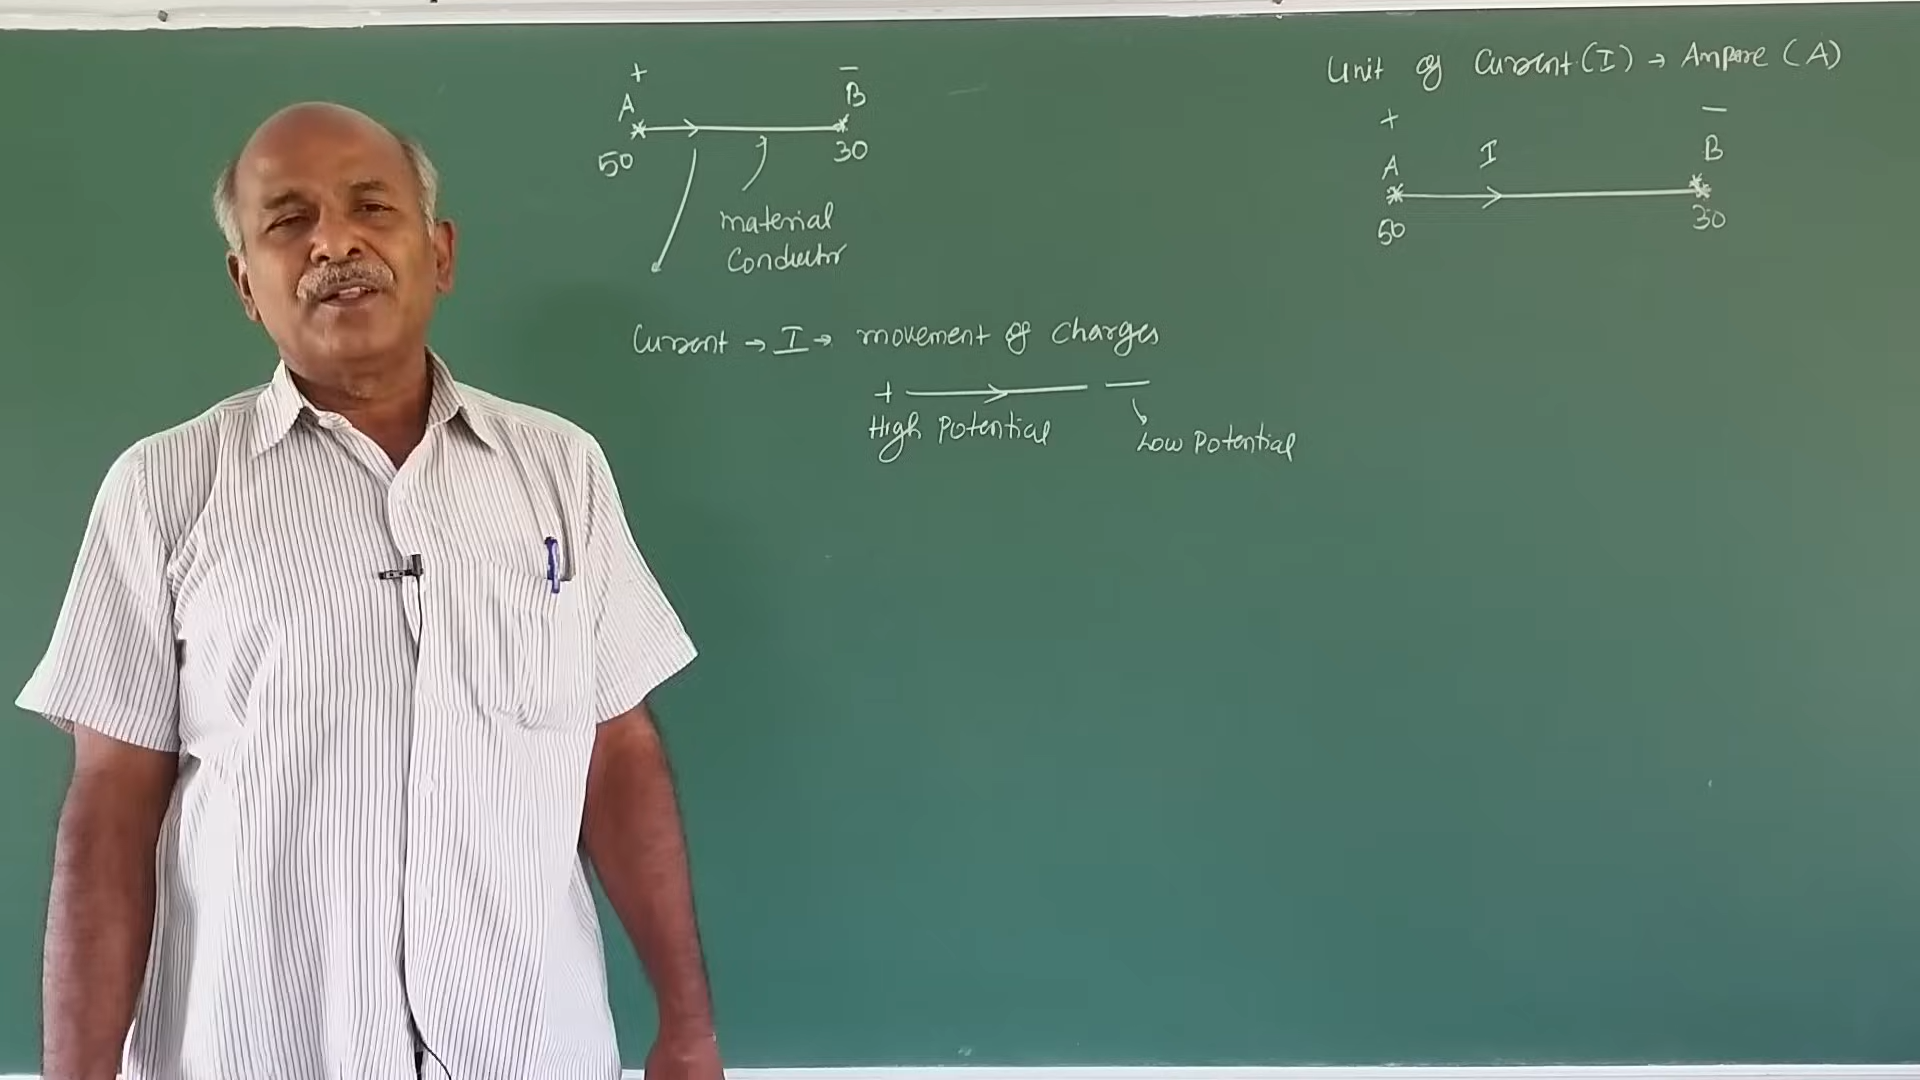 + −
A B
50 30
material
Conductor
Current → I → movement of charges
+ −
High Potential
Low Potential
Unit of Current (I) → Ampere (A)
+ −
A I B
50 30